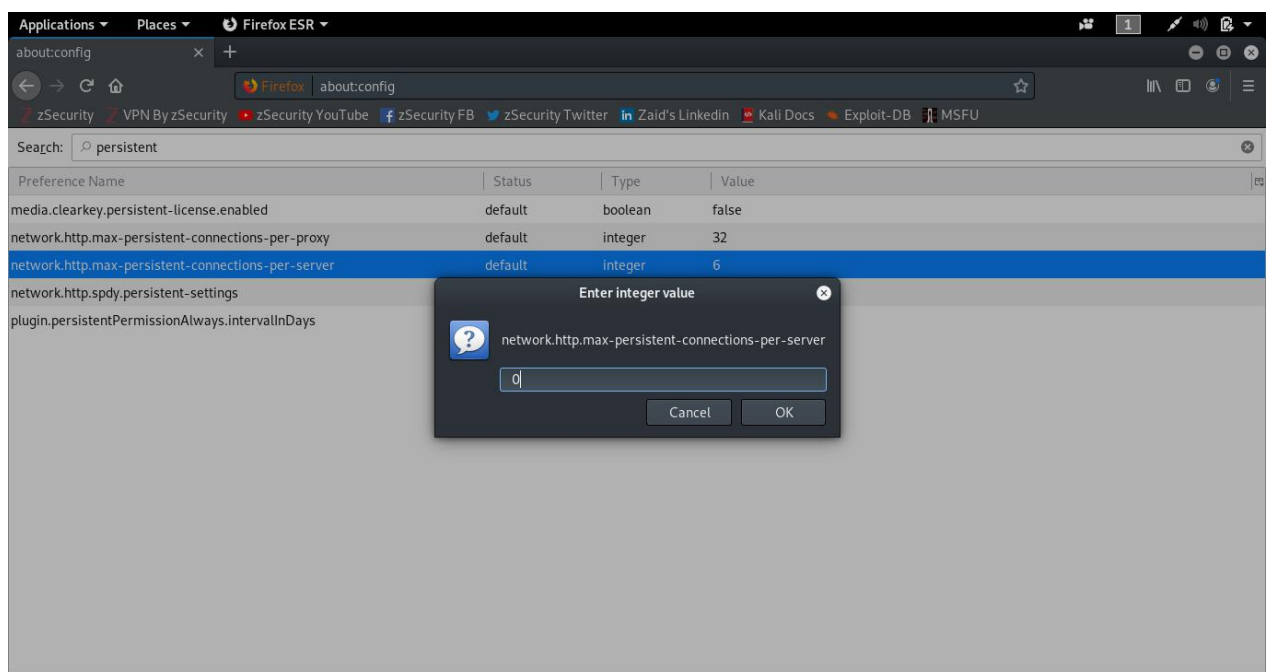 Applications Places Firefox ESR 1
about:config
Firefox about:config
zSecurity VPN By zSecurity zSecurity YouTube zSecurity FB zSecurity Twitter Zaid's Linkedin Kali Docs Exploit-DB MSFU
Search: persistent
Preference Name Status Type Value
media.clearkey.persistent-license.enabled default boolean false
network.http.max-persistent-connections-per-proxy default integer 32
network.http.max-persistent-connections-per-server default integer 6
network.http.spdy.persistent-settings
plugin.persistentPermissionAlways.intervalInDays
Enter integer value
network.http.max-persistent-connections-per-server
0
Cancel OK